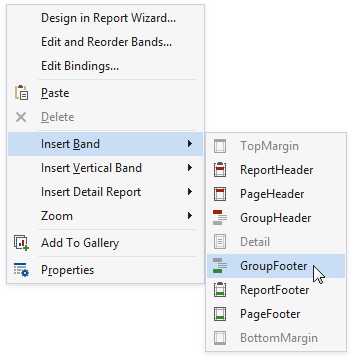 Design in Report Wizard...
Edit and Reorder Bands...
Edit Bindings...
Paste
Delete
Insert Band
Insert Vertical Band
Insert Detail Report
Zoom
Add To Gallery
Properties
TopMargin
ReportHeader
PageHeader
GroupHeader
Detail
GroupFooter
ReportFooter
PageFooter
BottomMargin